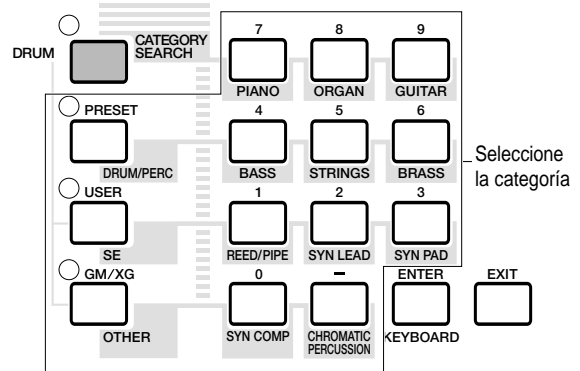 7 8 9
DRUM CATEGORY
SEARCH
PIANO ORGAN GUITAR
PRESET 4 5 6
DRUM/PERC BASS STRINGS BRASS
Seleccione
la categoría
USER 1 2 3
SE REED/PIPE SYN LEAD SYN PAD
GM/XG 0 – ENTER EXIT
OTHER SYN COMP CHROMATIC
PERCUSSION KEYBOARD